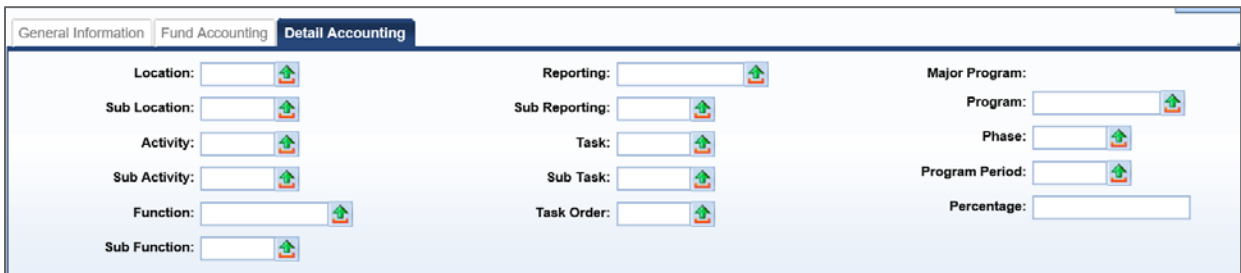 General Information Fund Accounting Detail Accounting
Location:
Sub Location:
Activity:
Sub Activity:
Function:
Sub Function:
Reporting:
Sub Reporting:
Task:
Sub Task:
Task Order:
Major Program:
Program:
Phase:
Program Period:
Percentage: